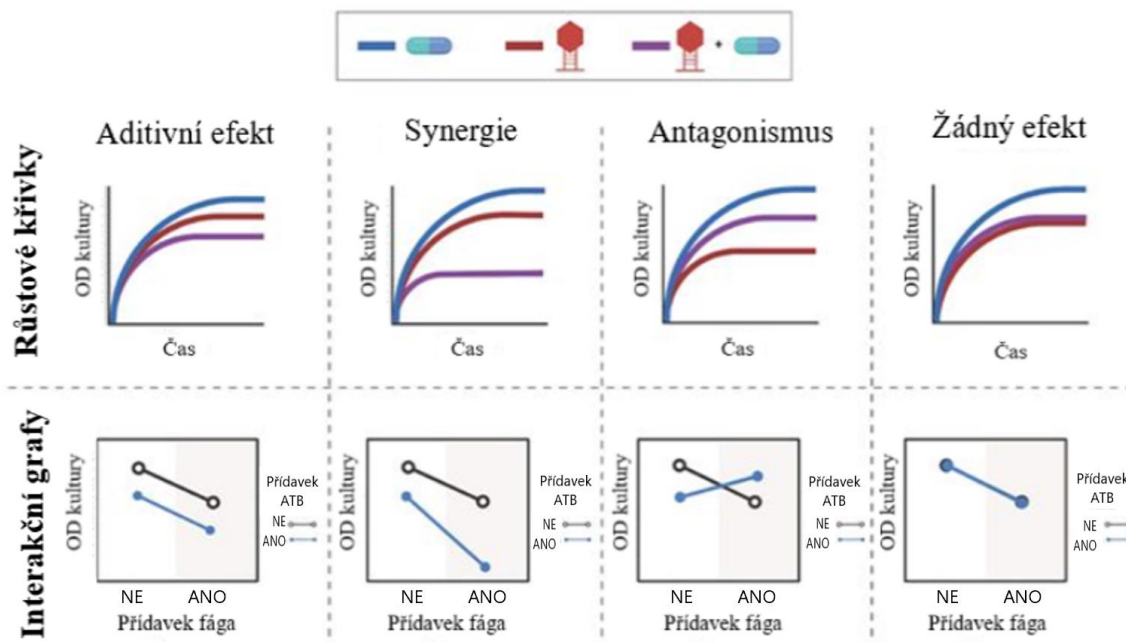 +
Aditivní efekt
Synergie
Antagonismus
Žádný efekt
Růstové křivky
OD kultury
Čas
OD kultury
Čas
OD kultury
Čas
OD kultury
Čas
Interakční grafy
OD kultury
Přídavek
ATB
NE
ANO
NE ANO
Přídavek fága
OD kultury
Přídavek
ATB
NE
ANO
NE ANO
Přídavek fága
OD kultury
Přídavek
ATB
NE
ANO
NE ANO
Přídavek fága
OD kultury
Přídavek
ATB
NE
ANO
NE ANO
Přídavek fága